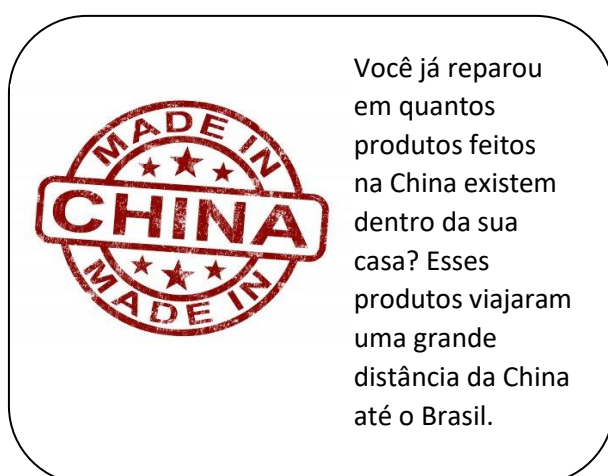 MADE IN
CHINA
MADE IN
Você já reparou
em quantos
produtos feitos
na China existem
dentro da sua
casa? Esses
produtos viajaram
uma grande
distância da China
até o Brasil.